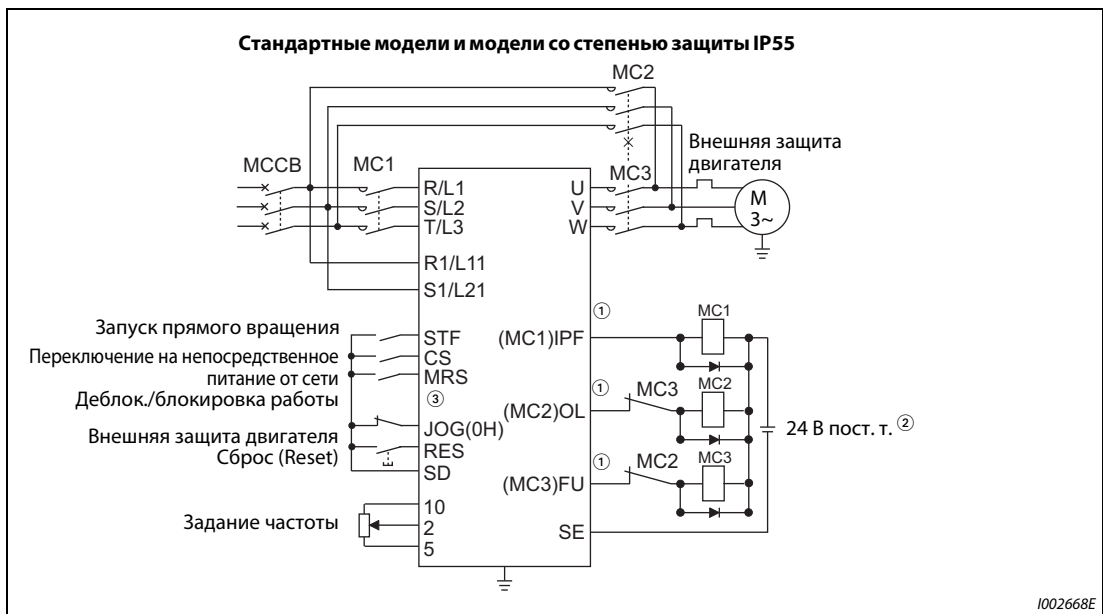 Стандартные модели и модели со степенью защиты IP55
MC2
Внешняя защита
двигателя
MCCB
MC1
MC3
R/L1
S/L2
T/L3
U
V
W
M
3~
R1/L11
S1/L21
Запуск прямого вращения
STF
Переключение на непосредственное
питание от сети
CS
Деблок./блокировка работы
MRS
③
Внешняя защита двигателя
JOG(0H)
Сброс (Reset)
RES
SD
Задание частоты
10
2
5
①
(MC1)IPF
MC1
①
(MC2)OL
MC3
MC2
24 В пост. т. ②
①
(MC3)FU
MC2
MC3
SE
I002668E